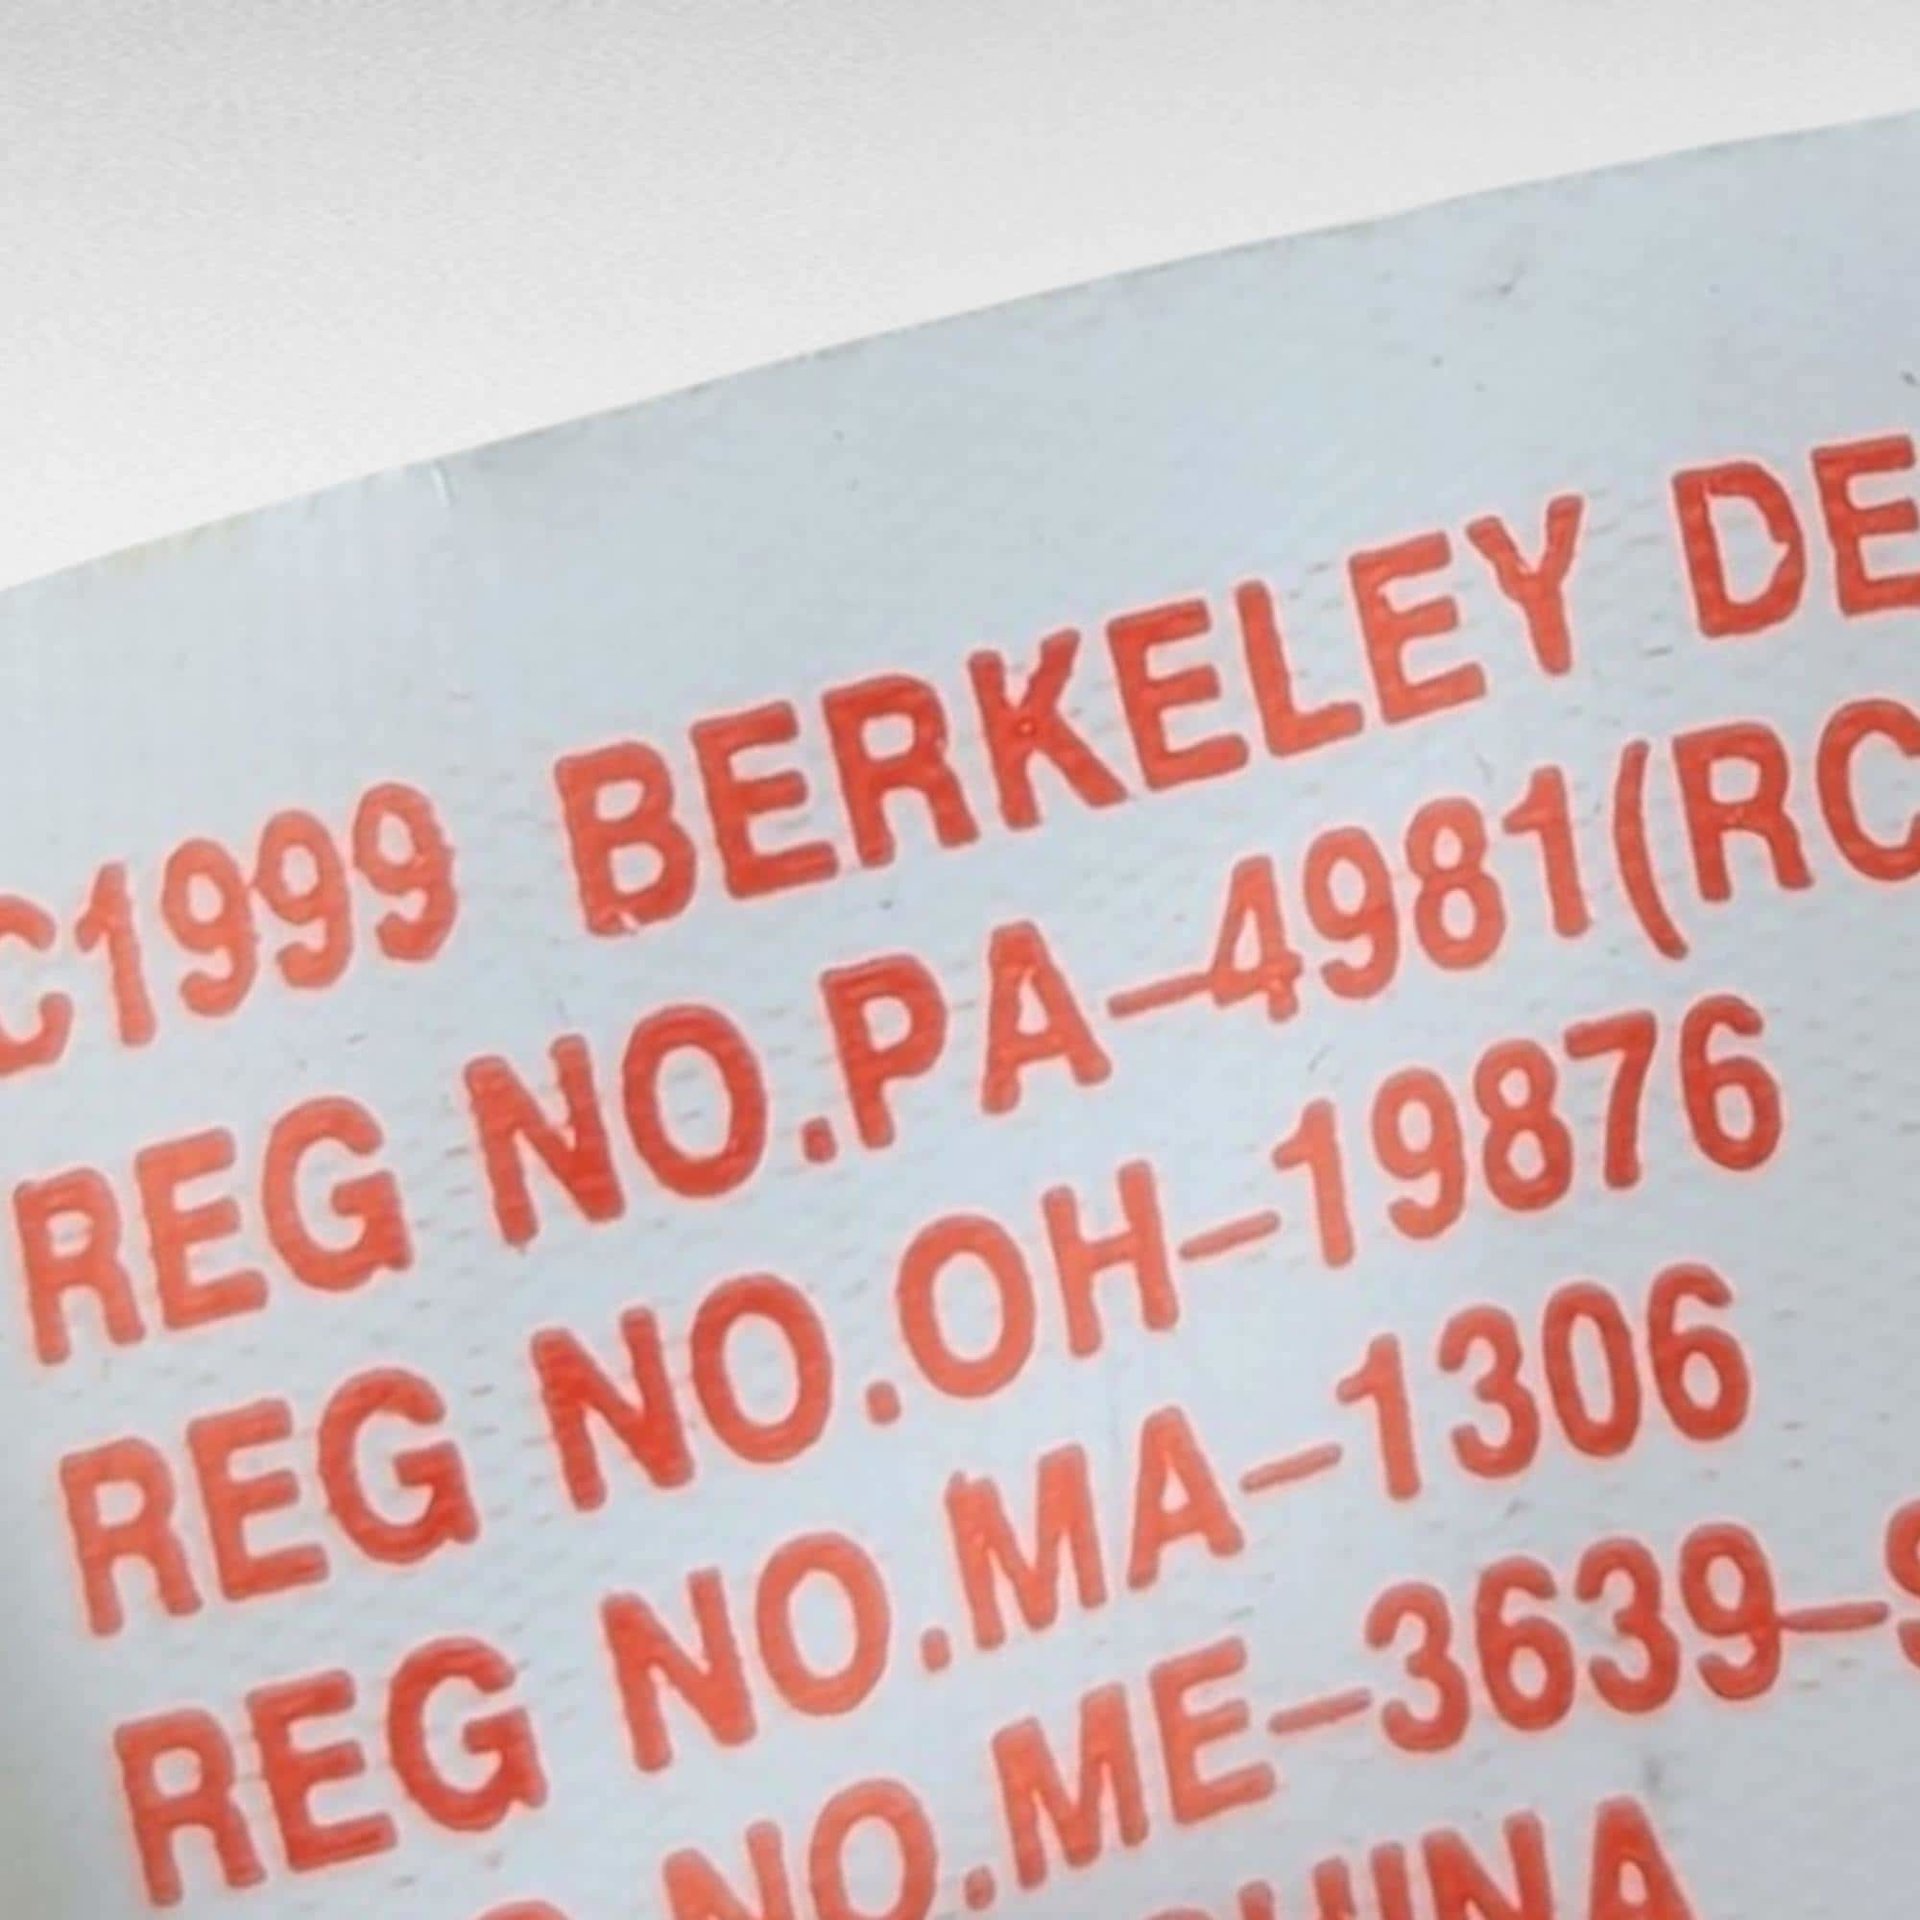 C1999 BERKELEY DE
REG NO.PA-4981(RC
REG NO.OH-19876
REG NO.MA-1306
NO.ME-3639-